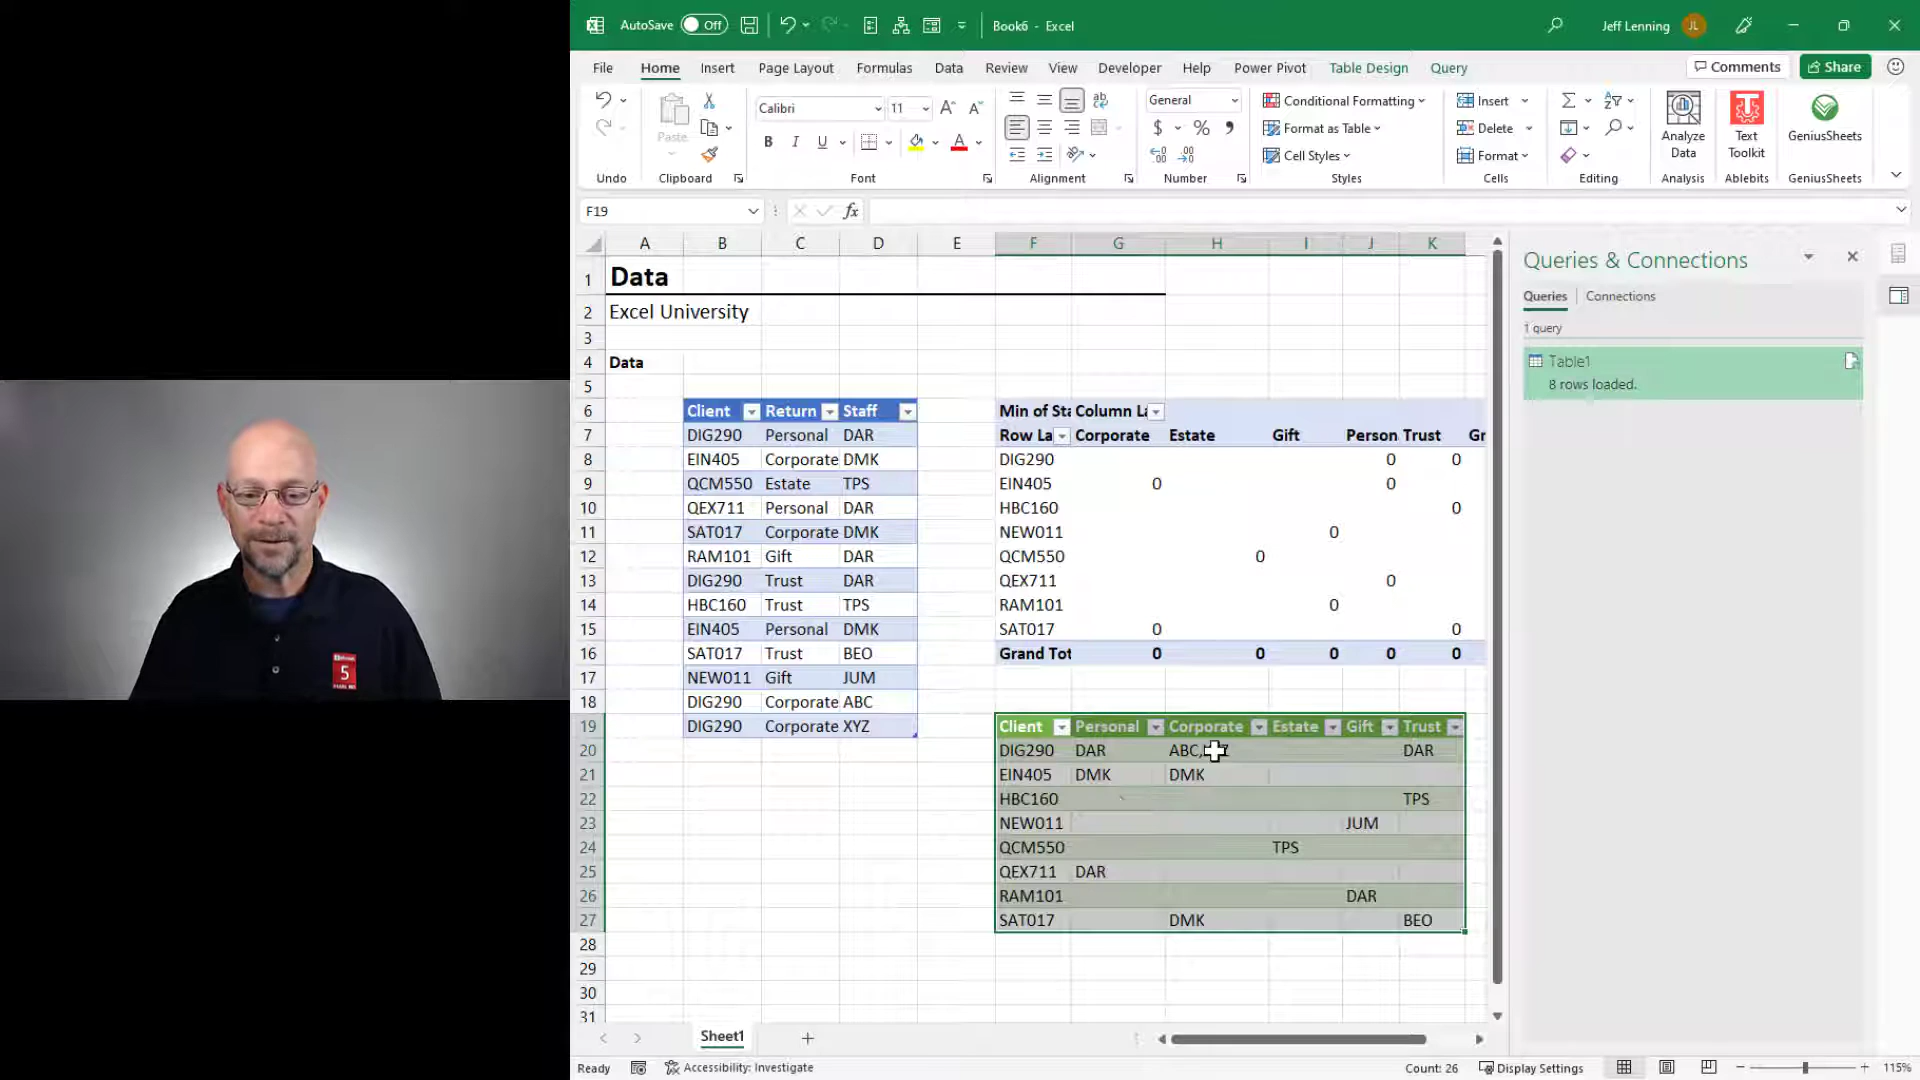 AutoSave Off Book6 - Excel Jeff Lenning
File Home Insert Page Layout Formulas Data Review View Developer Help Power Pivot Table Design Query Comments Share
Calibri 11 General Conditional Formatting Insert
Paste Format as Table Delete Analyze Data Text Toolkit GeniusSheets
B I U $ % Cell Styles Format
Undo Clipboard Font Alignment Number Styles Cells Editing Analysis Ablebits GeniusSheets
F19 fx
A B C D E F G H I J K
Queries & Connections
Queries Connections
1 query
Table1
8 rows loaded.
1 Data
2 Excel University
3
4 Data
5
6 Client Return Staff Min of Sta Column La
7 DIG290 Personal DAR Row La Corporate Estate Gift Person Trust Gr
8 EIN405 Corporate DMK DIG290 0 0
9 QCM550 Estate TPS EIN405 0 0
10 QEX711 Personal DAR HBC160 0
11 SAT017 Corporate DMK NEW011 0
12 RAM101 Gift DAR QCM550 0
13 DIG290 Trust DAR QEX711 0
14 HBC160 Trust TPS RAM101 0
15 EIN405 Personal DMK SAT017 0 0
16 SAT017 Trust BEO Grand Tot 0 0 0 0 0
17 NEW011 Gift JUM
18 DIG290 Corporate ABC
19 DIG290 Corporate XYZ Client Personal Corporate Estate Gift Trust
20 DIG290 DAR ABC, DAR
21 EIN405 DMK DMK
22 HBC160 TPS
23 NEW011 JUM
24 QCM550 TPS
25 QEX711 DAR
26 RAM101 DAR
27 SAT017 DMK BEO
28
29
30
31
5
Sheet1
Ready Accessibility: Investigate Count: 26 Display Settings 115%